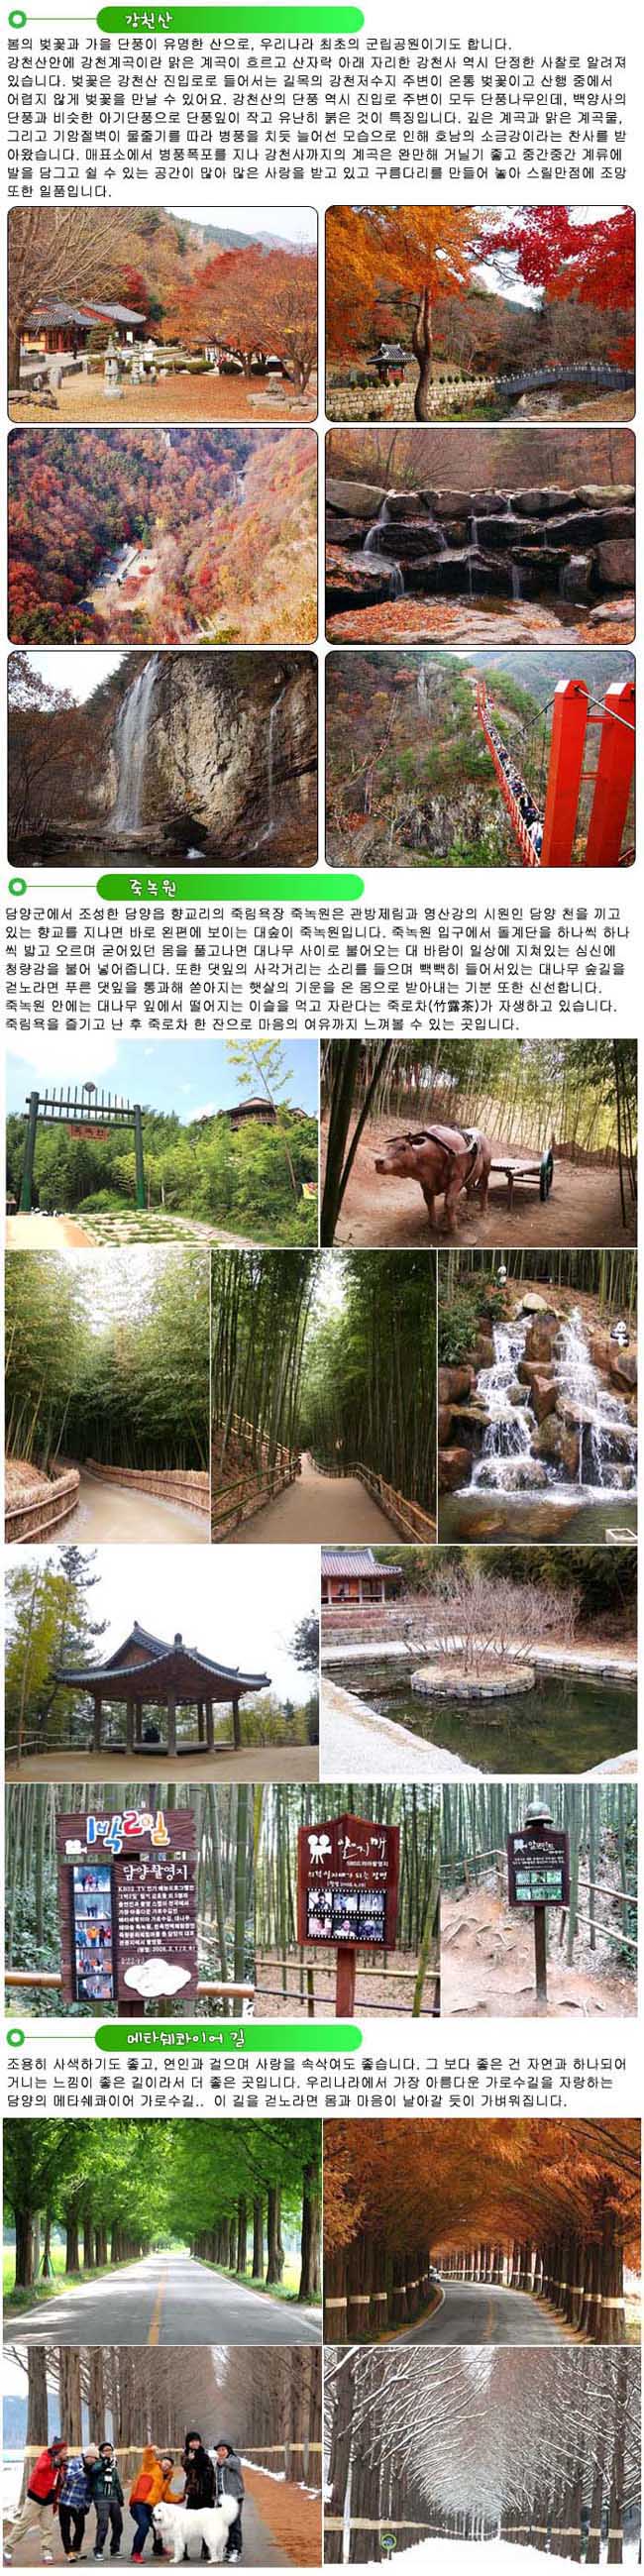 강천산
봄의 벚꽃과 가을 단풍이 유명한 산으로, 우리나라 최초의 군립공원이기도 합니다.
강천산안에 강천계곡이란 맑은 계곡이 흐르고 산자락 아래 자리한 강천사 역시 단정한 사찰로 알려져
있습니다. 벚꽃은 강천산 진입로로 들어서는 길목의 강천저수지 주변이 온통 벚꽃이고 산행 중에서
어렵지 않게 벚꽃을 만날 수 있어요. 강천산의 단풍 역시 진입로 주변이 모두 단풍나무인데, 백양사의
단풍과 비슷한 아기단풍으로 단풍잎이 작고 유난히 붉은 것이 특징입니다. 깊은 계곡과 맑은 계곡물,
그리고 기암절벽이 물줄기를 따라 병풍을 치듯 늘어선 모습으로 인해 호남의 소금강이라는 찬사를 받
아왔습니다. 매표소에서 병풍폭포를 지나 강천사까지의 계곡은 완만해 거닐기 좋고 중간중간 계류에
발을 담그고 쉴 수 있는 공간이 많아 많은 사랑을 받고 있고 구름다리를 만들어 놓아 스릴만점에 조망
또한 일품입니다.
죽녹원
담양군에서 조성한 담양읍 향교리의 죽림욕장 죽녹원은 관방제림과 영산강의 시원인 담양 천을 끼고
있는 향교를 지나면 바로 왼편에 보이는 대숲이 죽녹원입니다. 죽녹원 입구에서 돌계단을 하나씩 하나
씩 밟고 오르며 굳어있던 몸을 풀고나면 대나무 사이로 불어오는 대 바람이 일상에 지쳐있는 심신에
청량감을 불어 넣어줍니다. 또한 댓잎의 사각거리는 소리를 들으며 빽빽히 들어서있는 대나무 숲길을
걷노라면 푸른 댓잎을 통과해 쏟아지는 햇살의 기운을 온 몸으로 받아내는 기분 또한 신선합니다.
죽녹원 안에는 대나무 잎에서 떨어지는 이슬을 먹고 자란다는 죽로차(竹露茶)가 자생하고 있습니다.
죽림욕을 즐기고 난 후 죽로차 한 잔으로 마음의 여유까지 느껴볼 수 있는 곳입니다.
1박2일
담양촬영지
메타쉐콰이어 길
조용히 사색하기도 좋고, 연인과 걸으며 사랑을 속삭여도 좋습니다. 그 보다 좋은 건 자연과 하나되어
거니는 느낌이 좋은 길이라서 더 좋은 곳입니다. 우리나라에서 가장 아름다운 가로수길을 자랑하는
담양의 메타쉐콰이어 가로수길.. 이 길을 걷노라면 몸과 마음이 날아갈 듯이 가벼워집니다.